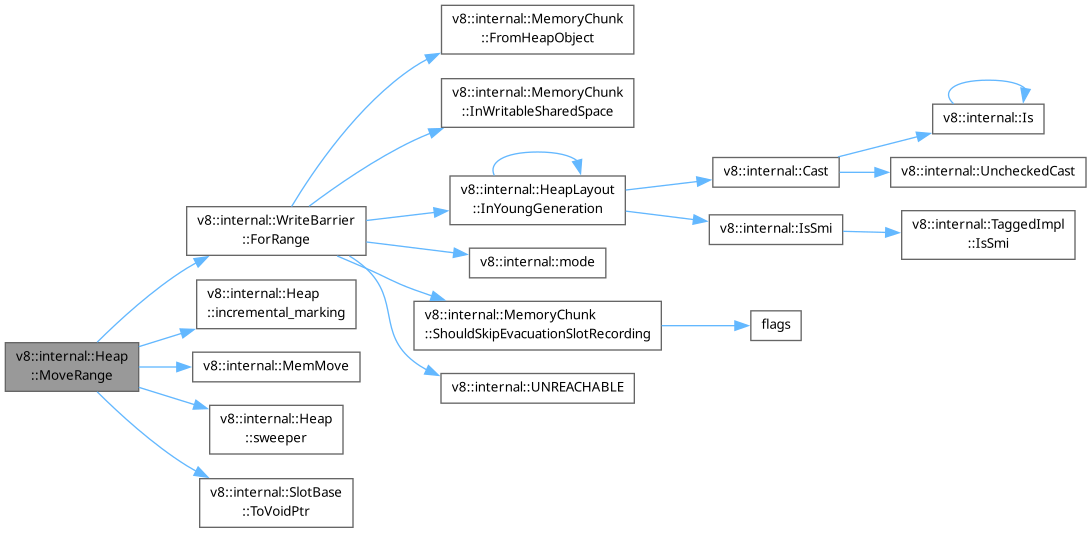 v8::internal::Heap
::MoveRange
v8::internal::WriteBarrier
::ForRange
v8::internal::Heap
::incremental_marking
v8::internal::MemMove
v8::internal::Heap
::sweeper
v8::internal::SlotBase
::ToVoidPtr
v8::internal::MemoryChunk
::FromHeapObject
v8::internal::MemoryChunk
::InWritableSharedSpace
v8::internal::HeapLayout
::InYoungGeneration
v8::internal::mode
v8::internal::MemoryChunk
::ShouldSkipEvacuationSlotRecording
v8::internal::UNREACHABLE
v8::internal::Cast
v8::internal::IsSmi
flags
v8::internal::Is
v8::internal::UncheckedCast
v8::internal::TaggedImpl
::IsSmi